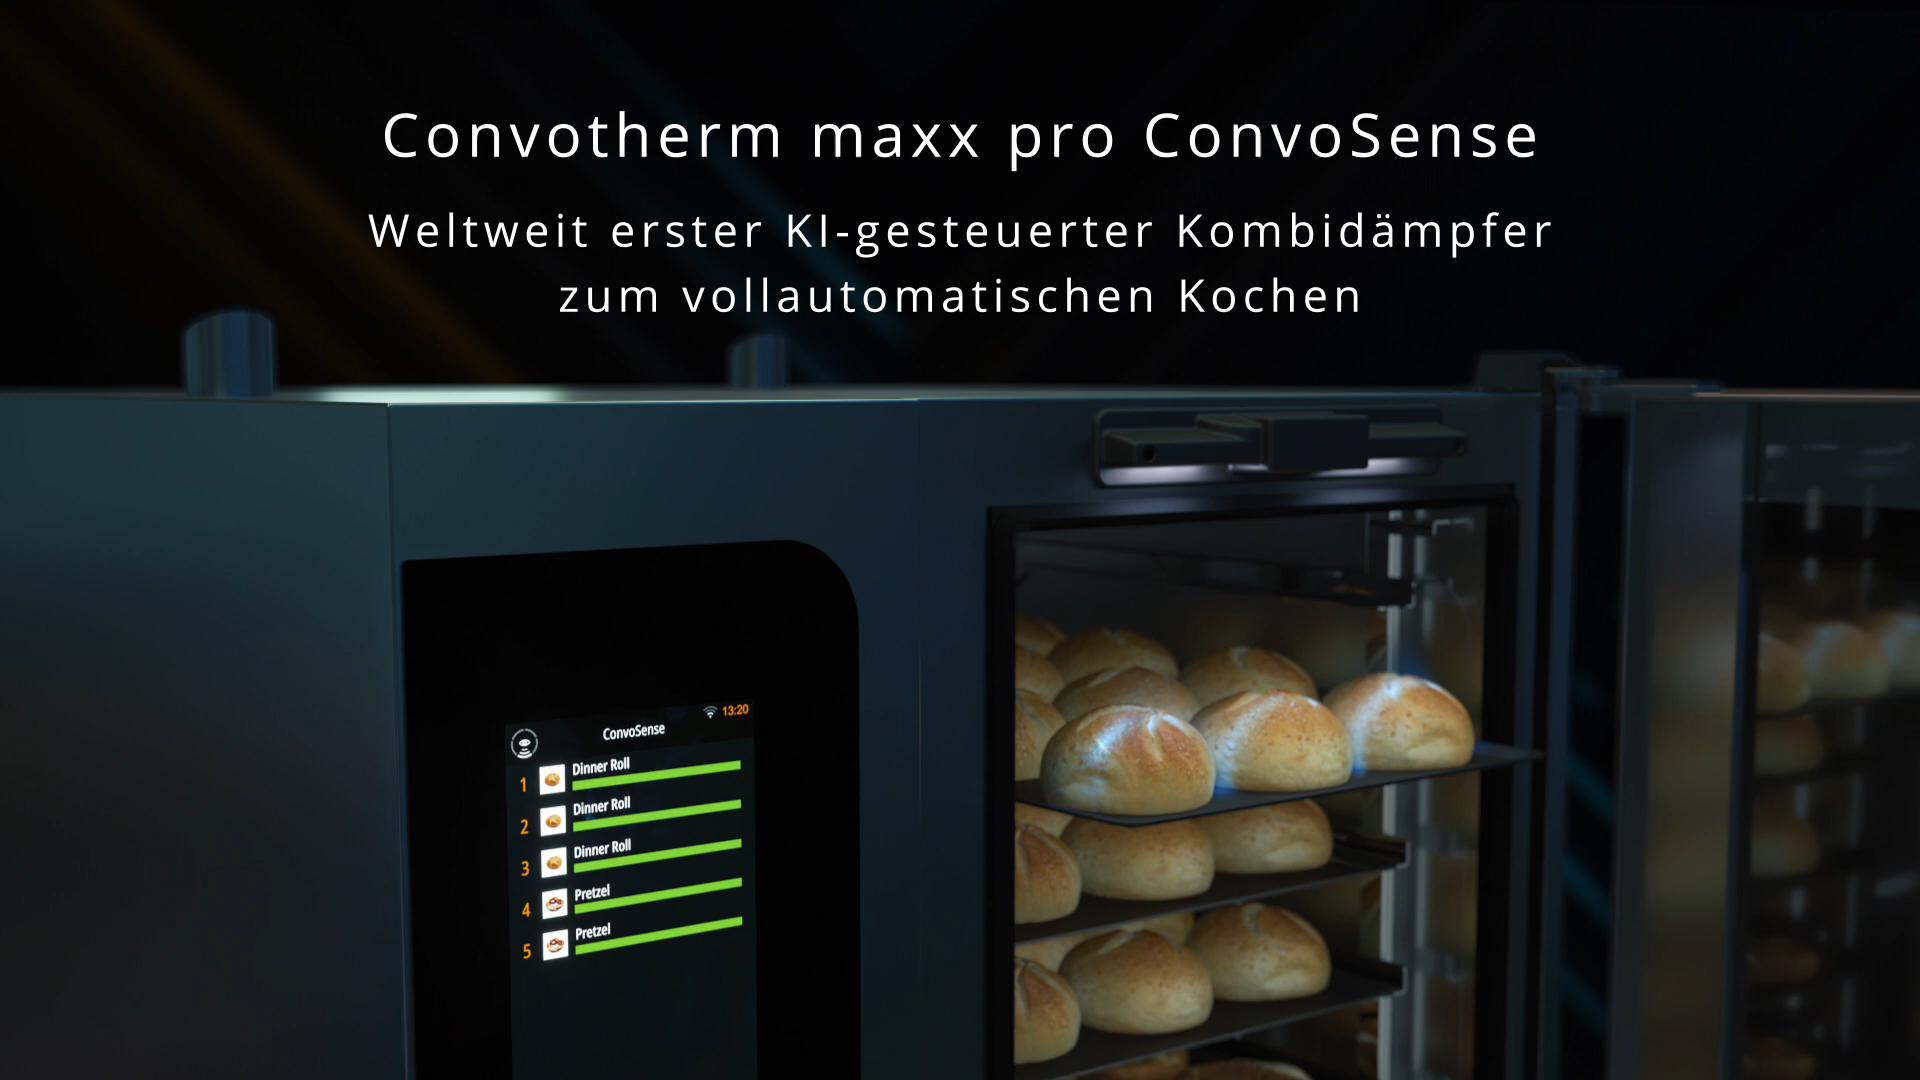 Convotherm maxx pro ConvoSense
Weltweit erster KI-gesteuerter Kombidämpfer
zum vollautomatischen Kochen
13:20
ConvoSense
1 Dinner Roll
2 Dinner Roll
3 Dinner Roll
4 Pretzel
5 Pretzel